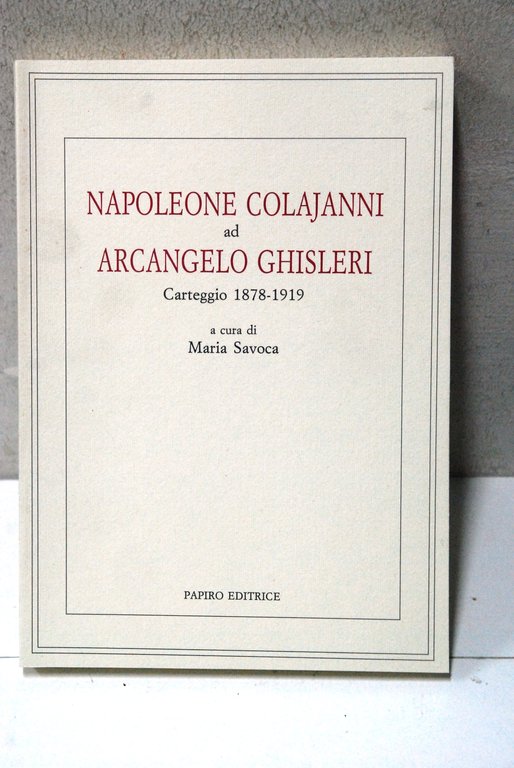 NAPOLEONE COLAJANNI
ad
ARCANGELO GHISLERI
Carteggio 1878-1919
a cura di
Maria Savoca
PAPIRO EDITRICE